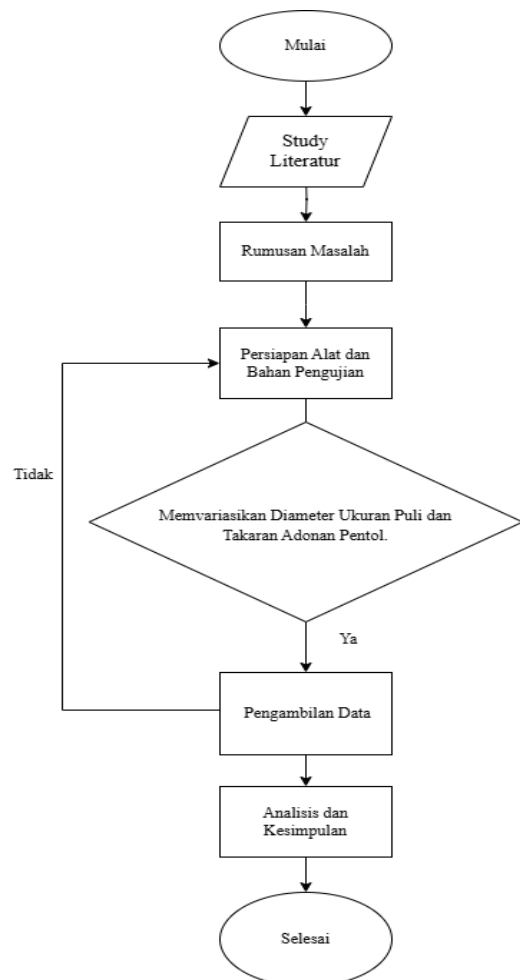 Mulai
Study
Literatur
Rumusan Masalah
Persiapan Alat dan
Bahan Pengujian
Tidak
Memvariasikan Diameter Ukuran Puli dan
Takaran Adonan Pentol.
Ya
Pengambilan Data
Analisis dan
Kesimpulan
Selesai